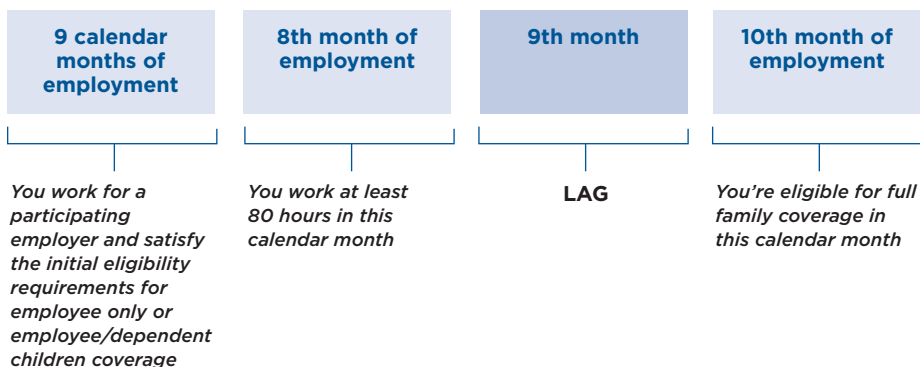 9 calendar
months of
employment
8th month of
employment
9th month
10th month of
employment
You work for a
participating
employer and satisfy
the initial eligibility
requirements for
employee only or
employee/dependent
children coverage
You work at least
80 hours in this
calendar month
LAG
You're eligible for full
family coverage in
this calendar month